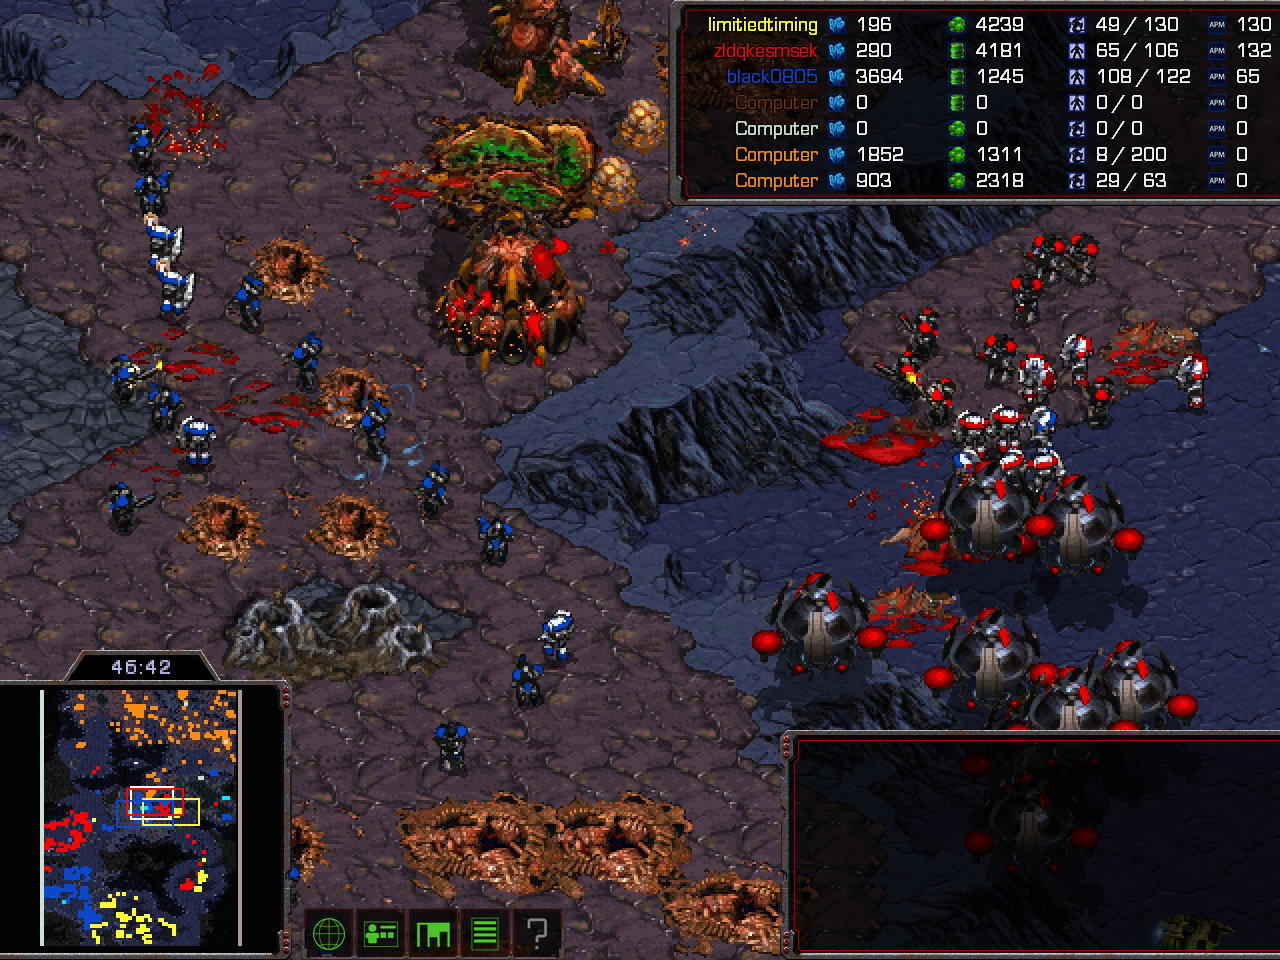 limitiedtiming 196 4239 49 / 130 APM 130
zldqkesmsek 290 4181 65 / 106 APM 132
black0805 3694 1245 108 / 122 APM 65
Computer 0 0 0 / 0 APM 0
Computer 0 0 0 / 0 APM 0
Computer 1852 1311 8 / 200 APM 0
Computer 903 2318 29 / 63 APM 0
46:42
?